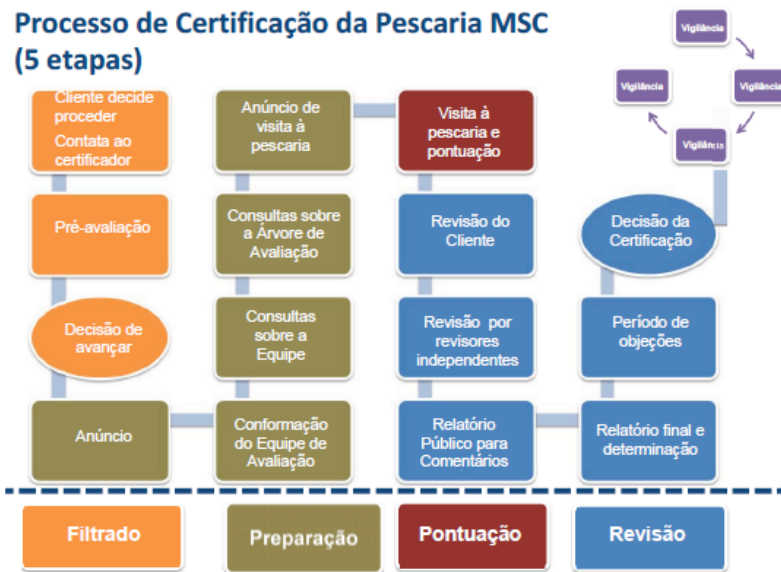 Processo de Certificação da Pescaria MSC
(5 etapas)
Vigilância
Vigilância
Vigilância
Vigilância
Cliente decide
proceder
Contata ao
certificador
Pré-avaliação
Decisão de
avançar
Anúncio
Anúncio de
visita à
pescaria
Consultas sobre
a Árvore de
Avaliação
Consultas
sobre a
Equipe
Conformação
do Equipe de
Avaliação
Visita à
pescaria e
pontuação
Revisão do
Cliente
Revisão por
revisores
independentes
Relatório
Público para
Comentários
Decisão da
Certificação
Período de
objeções
Relatório final e
determinação
Filtrado
Preparação
Pontuação
Revisão